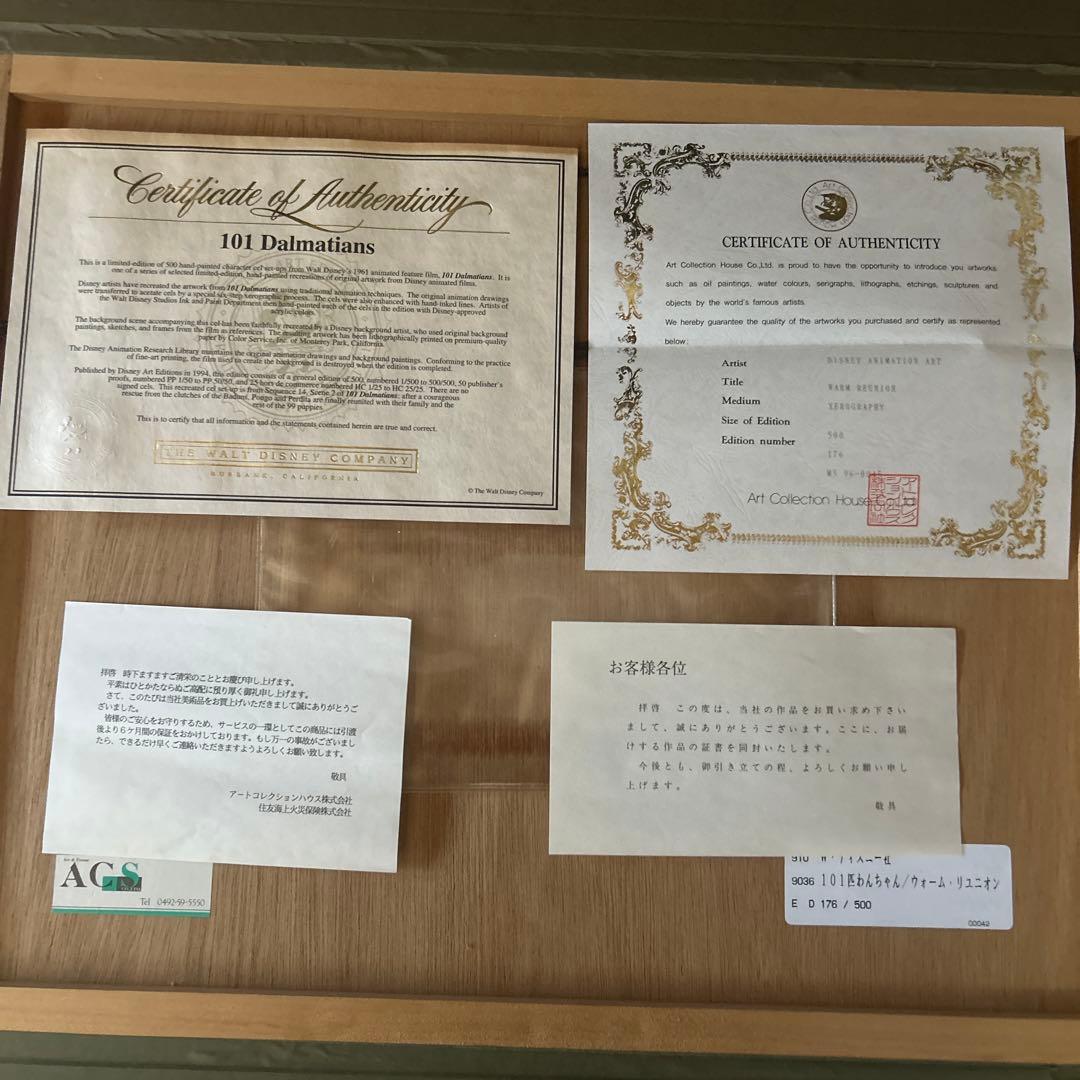 Certificate of Authenticity
101 Dalmatians
This is a limited-edition of 500 hand-painted character cel set-ups from Walt Disney's 1961 animated feature film, 101 Dalmatians. It is
one of a series of selected limited-edition, hand-painted recreations of original artwork from Disney animated films.
Disney artists have recreated the artwork from 101 Dalmatians using traditional animation techniques. The original animation drawings
were transferred to acetate cels by a special six-step xerographic process. The cels were also enhanced with hand-inked lines. Artists of
the Walt Disney Studios Ink and Paint Department then hand-painted each of the cels in the edition with Disney-approved
acrylic colors.
The background scene accompanying this cel has been faithfully recreated by a Disney background artist, who used original background
paintings, sketches, and frames from the film as references. The resulting artwork has been lithographically printed on premium-quality
paper by Color Service, Inc. of Monterey Park, California.
The Disney Animation Research Library maintains the original animation drawings and background paintings. Conforming to the practice
of fine-art printing, the film used to create the background is destroyed when the edition is completed.
Published by Disney Art Editions in 1994, this edition consists of a general edition of 500, numbered 1/500 to 500/500, 50 publisher's
proofs, numbered PP 1/50 to PP 50/50, and 25 hors de commerce numbered HC 1/25 to HC 25/25. There are no
signed cels. This recreated cel set-up is from Sequence 14, Scene 2 of 101 Dalmatians: after a courageous
rescue from the clutches of the Baduns, Pongo and Perdita are finally reunited with their family and the
rest of the 99 puppies.
This is to certify that all information and the statements contained herein are true and correct.
THE WALT DISNEY COMPANY
BURBANK, CALIFORNIA
© The Walt Disney Company
CERTIFICATE OF AUTHENTICITY
Art Collection House Co.,Ltd. is proud to have the opportunity to introduce you artworks
such as oil paintings, water colours, serigraphs, lithographs, etchings, sculptures and
objects by the world's famous artists.
We hereby guarantee the quality of the artworks you purchased and certify as represented
below:
Artist DISNEY ANIMATION ART
Title WARM REUNION
Medium XEROGRAPHY
Size of Edition 500
Edition number 176
Art Collection House
拝啓 時下ますますご清栄のこととお慶び申し上げます。
平素はひとかたならぬご高配に預り厚く御礼申し上げます。
さて、このたびは当社美術品をお買上げいただきまして誠にありがとうご
ざいました。
皆様のご安心をお守りするため、サービスの一環としてこの商品には引渡
後より6ケ月間の保証をおかけしております。もし万一の事故がございまし
たら、できるだけ早くご連絡いただきますようよろしくお願い致します。
敬具
アートコレクションハウス株式会社
住友海上火災保険株式会社
お客様各位
拝啓 この度は、当社の作品をお買い求め下さい
まして、誠にありがとうございます。ここに、お届
けする作品の証書を同封いたします。
今後とも、御引き立ての程、よろしくお願い申し
上げます。
敬具
AGS
Tel 0492-59-5550
910 W・ディズニー社
9036 101匹わんちゃん/ウォーム・リユニオン
E D 176 / 500
00042